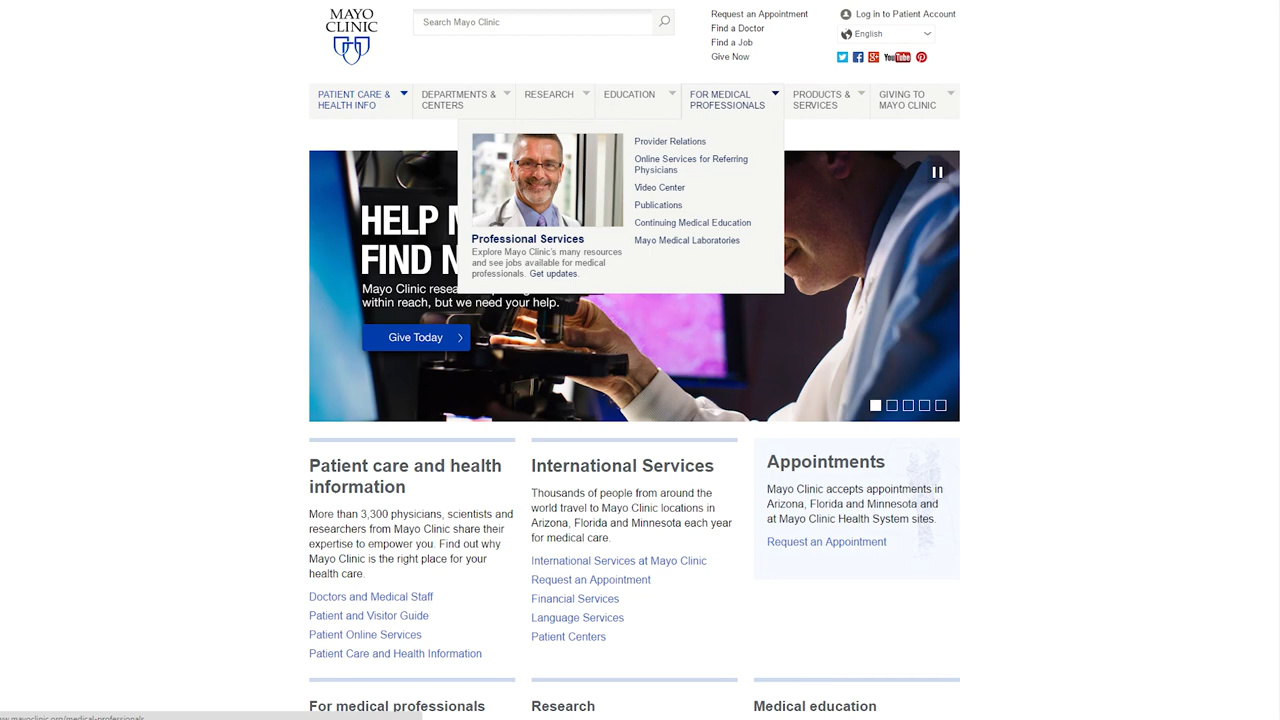 MAYO
CLINIC
Search Mayo Clinic
Request an Appointment
Find a Doctor
Find a Job
Give Now
Log in to Patient Account
English
You Tube
PATIENT CARE &
HEALTH INFO
DEPARTMENTS &
CENTERS
RESEARCH
EDUCATION
FOR MEDICAL
PROFESSIONALS
PRODUCTS &
SERVICES
GIVING TO
MAYO CLINIC
Professional Services
Explore Mayo Clinic's many resources
and see jobs available for medical
professionals. Get updates.
Provider Relations
Online Services for Referring
Physicians
Video Center
Publications
Continuing Medical Education
Mayo Medical Laboratories
HELP
FIND
Mayo Clinic
within reach, but we need your help.
Give Today
Patient care and health
information
More than 3,300 physicians, scientists and
researchers from Mayo Clinic share their
expertise to empower you. Find out why
Mayo Clinic is the right place for your
health care.
Doctors and Medical Staff
Patient and Visitor Guide
Patient Online Services
Patient Care and Health Information
International Services
Thousands of people from around the
world travel to Mayo Clinic locations in
Arizona, Florida and Minnesota each year
for medical care.
International Services at Mayo Clinic
Request an Appointment
Financial Services
Language Services
Patient Centers
Appointments
Mayo Clinic accepts appointments in
Arizona, Florida and Minnesota and
at Mayo Clinic Health System sites.
Request an Appointment
For medical professionals
Research
Medical education